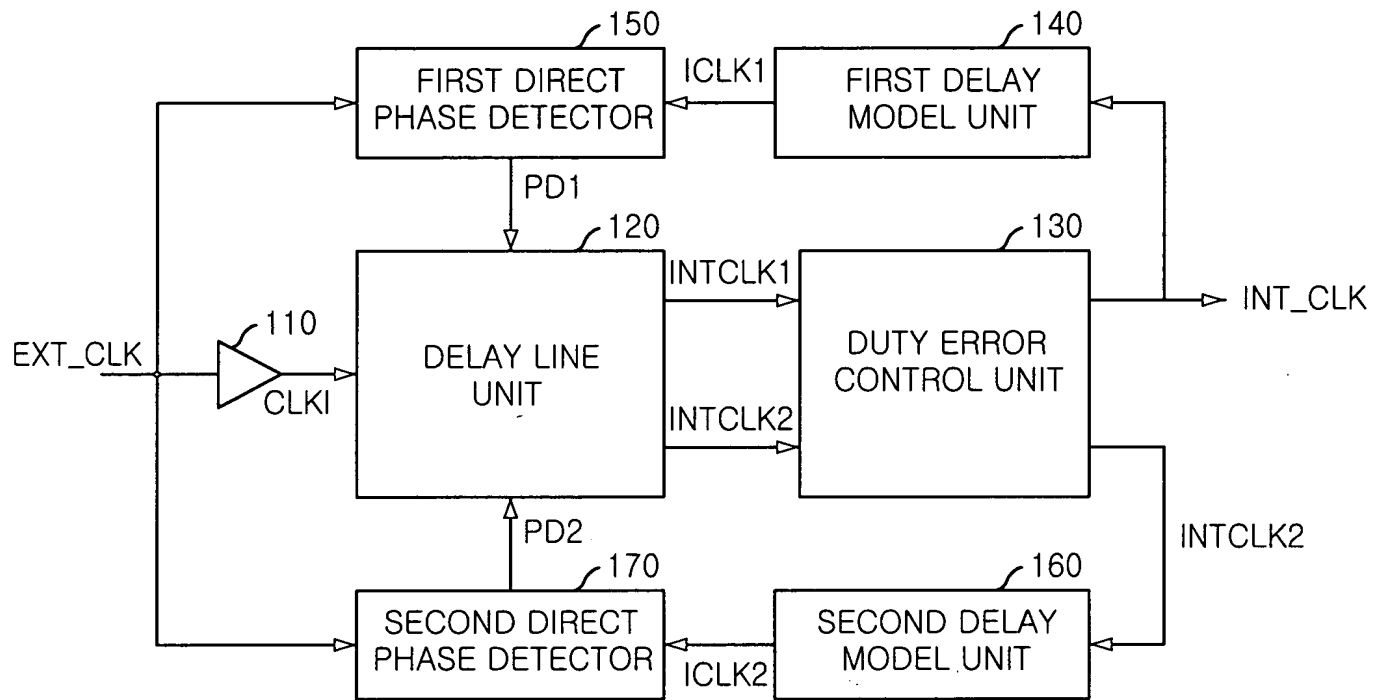 150
FIRST DIRECT
PHASE DETECTOR
ICLK1
140
FIRST DELAY
MODEL UNIT
PD1
120
DELAY LINE
UNIT
INTCLK1
INTCLK2
130
DUTY ERROR
CONTROL UNIT
INT_CLK
EXT_CLK
110
CLKI
PD2
170
SECOND DIRECT
PHASE DETECTOR
ICLK2
160
SECOND DELAY
MODEL UNIT
INTCLK2